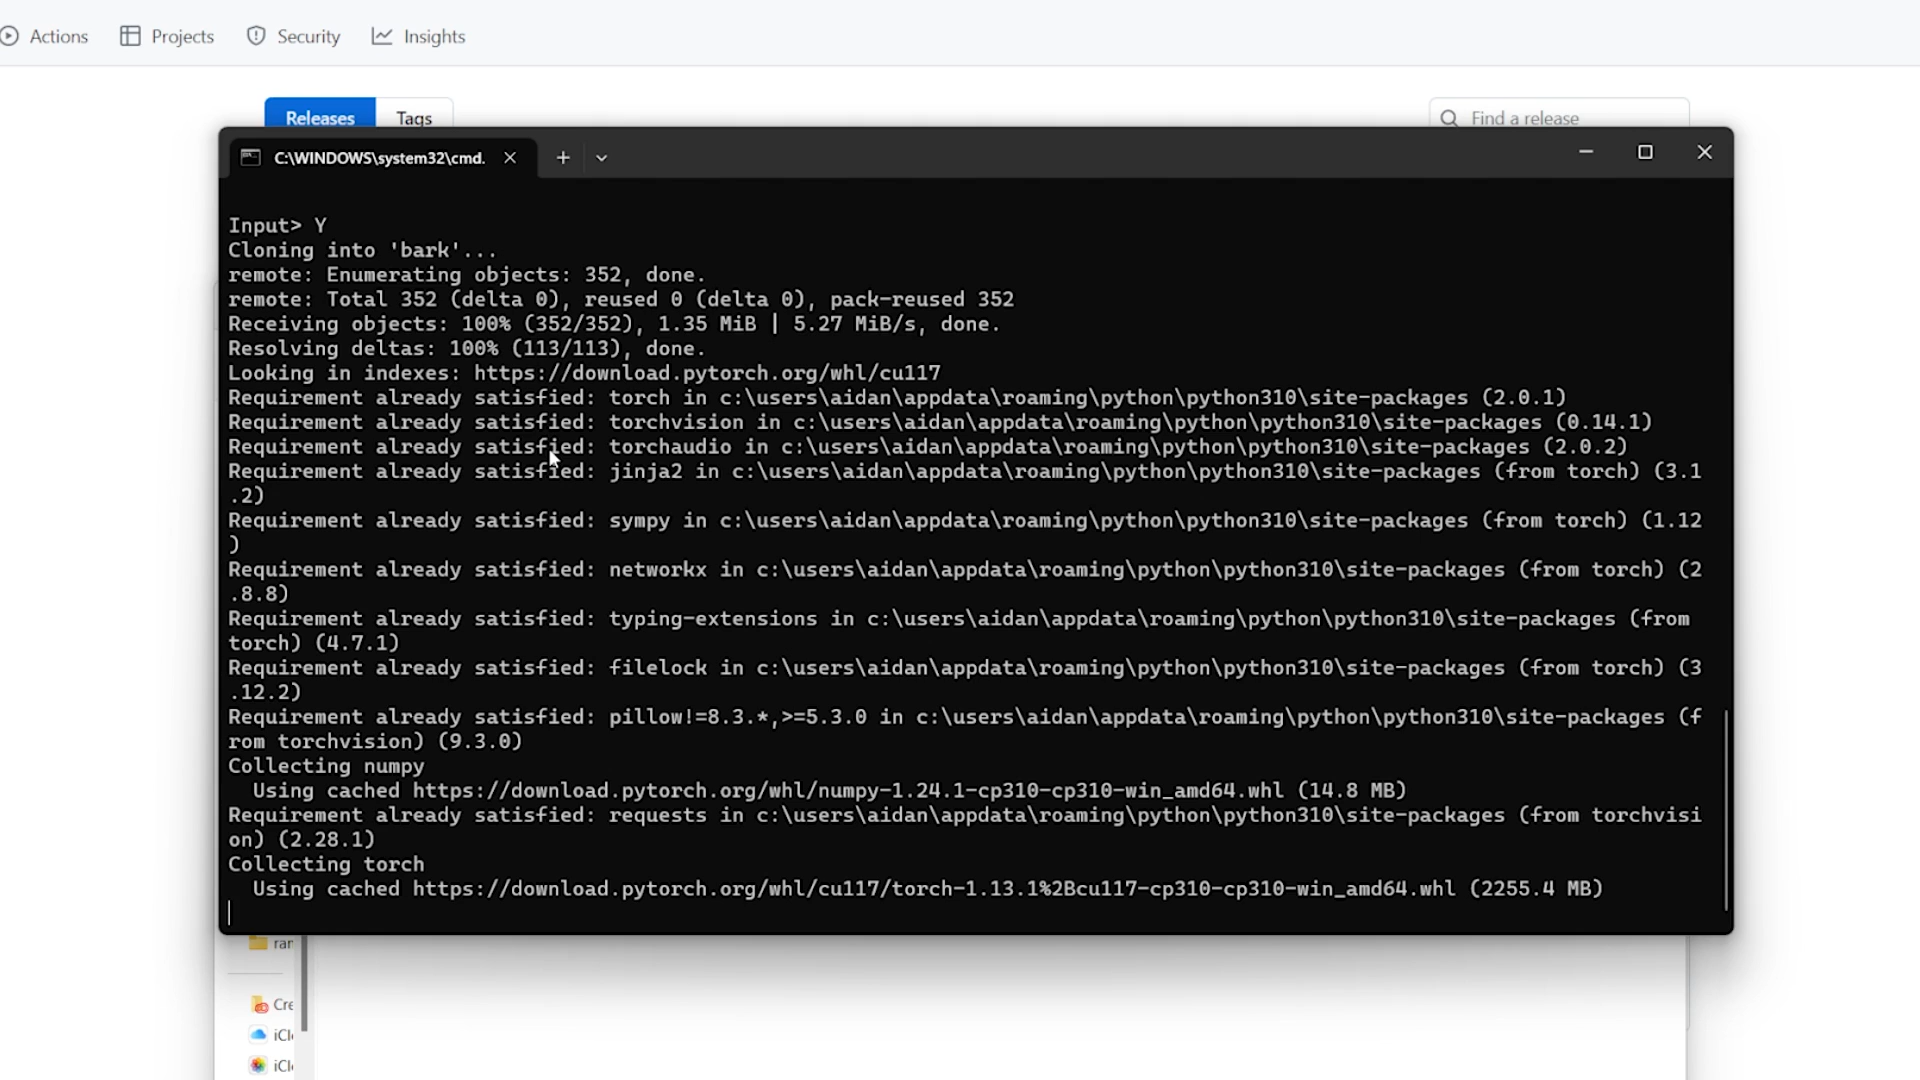 Actions Projects Security Insights
Releases Tags Find a release
C:\WINDOWS\system32\cmd.
Input> Y
Cloning into 'bark'...
remote: Enumerating objects: 352, done.
remote: Total 352 (delta 0), reused 0 (delta 0), pack-reused 352
Receiving objects: 100% (352/352), 1.35 MiB | 5.27 MiB/s, done.
Resolving deltas: 100% (113/113), done.
Looking in indexes: https://download.pytorch.org/whl/cu117
Requirement already satisfied: torch in c:\users\aidan\appdata\roaming\python\python310\site-packages (2.0.1)
Requirement already satisfied: torchvision in c:\users\aidan\appdata\roaming\python\python310\site-packages (0.14.1)
Requirement already satisfied: torchaudio in c:\users\aidan\appdata\roaming\python\python310\site-packages (2.0.2)
Requirement already satisfied: jinja2 in c:\users\aidan\appdata\roaming\python\python310\site-packages (from torch) (3.1
.2)
Requirement already satisfied: sympy in c:\users\aidan\appdata\roaming\python\python310\site-packages (from torch) (1.12
)
Requirement already satisfied: networkx in c:\users\aidan\appdata\roaming\python\python310\site-packages (from torch) (2
.8.8)
Requirement already satisfied: typing-extensions in c:\users\aidan\appdata\roaming\python\python310\site-packages (from
torch) (4.7.1)
Requirement already satisfied: filelock in c:\users\aidan\appdata\roaming\python\python310\site-packages (from torch) (3
.12.2)
Requirement already satisfied: pillow!=8.3.*,>=5.3.0 in c:\users\aidan\appdata\roaming\python\python310\site-packages (f
rom torchvision) (9.3.0)
Collecting numpy
Using cached https://download.pytorch.org/whl/numpy-1.24.1-cp310-cp310-win_amd64.whl (14.8 MB)
Requirement already satisfied: requests in c:\users\aidan\appdata\roaming\python\python310\site-packages (from torchvisi
on) (2.28.1)
Collecting torch
Using cached https://download.pytorch.org/whl/cu117/torch-1.13.1%2Bcu117-cp310-cp310-win_amd64.whl (2255.4 MB)
Cre